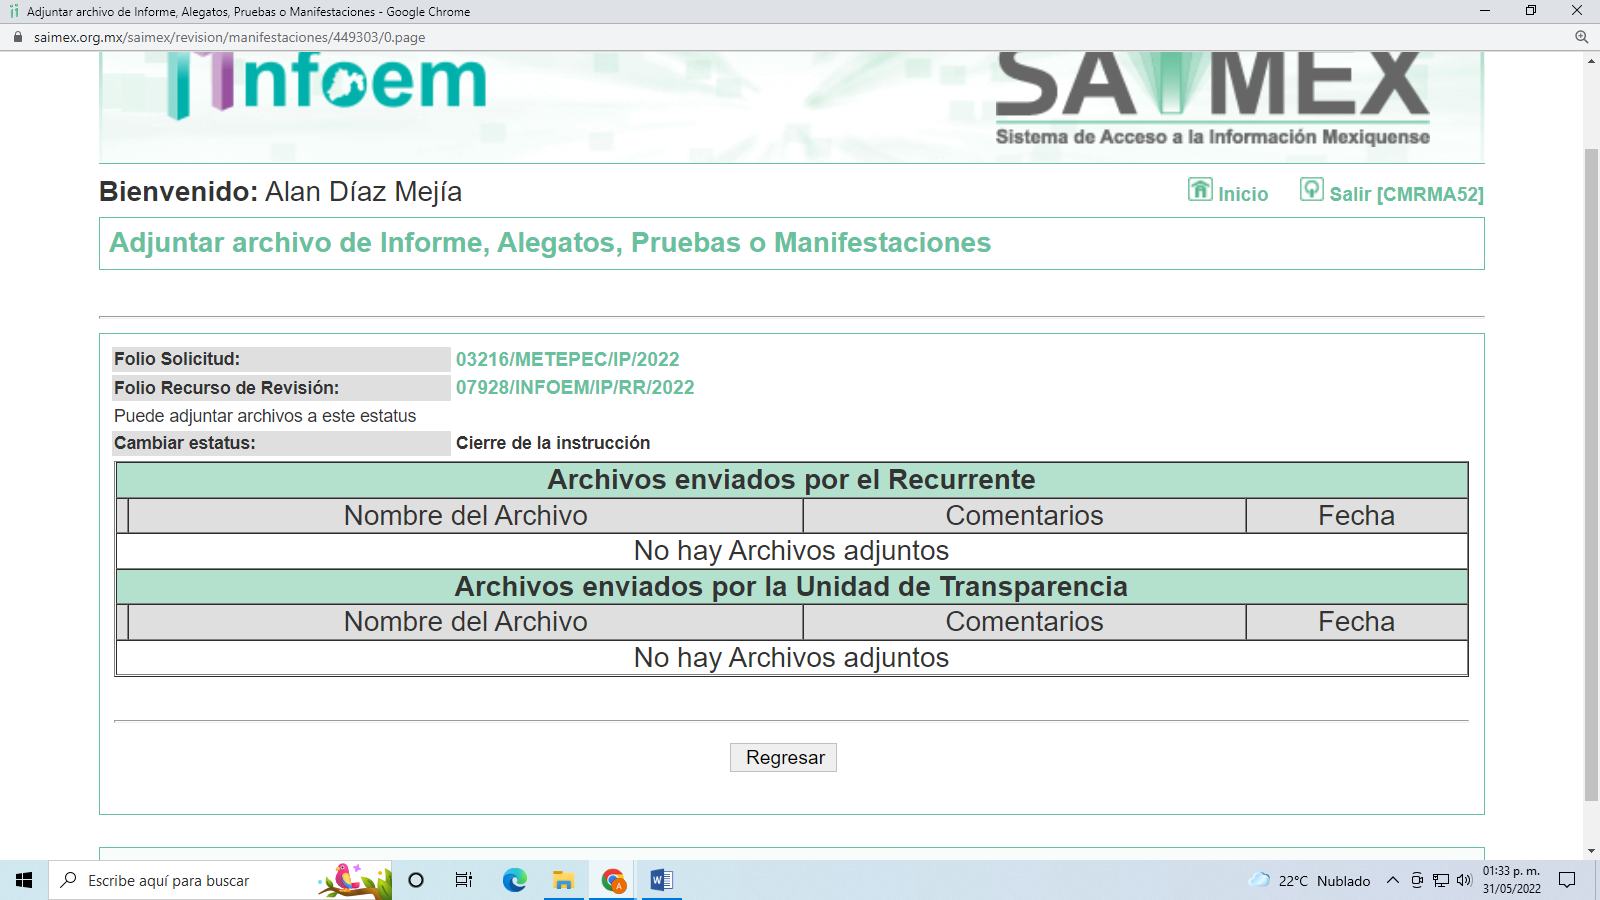 Adjuntar archivo de Informe, Alegatos, Pruebas o Manifestaciones - Google Chrome
saimex.org.mx/saimex/revision/manifestaciones/449303/0.page
infoem
SAIMEX
Sistema de Acceso a la Información Mexiquense
Bienvenido: Alan Díaz Mejía
Inicio
Salir [CMRMA52]
Adjuntar archivo de Informe, Alegatos, Pruebas o Manifestaciones
Folio Solicitud: 03216/METEPEC/IP/2022
Folio Recurso de Revisión: 07928/INFOEM/IP/RR/2022
Puede adjuntar archivos a este estatus
Cambiar estatus: Cierre de la instrucción
Archivos enviados por el Recurrente
Nombre del Archivo Comentarios Fecha
No hay Archivos adjuntos
Archivos enviados por la Unidad de Transparencia
Nombre del Archivo Comentarios Fecha
No hay Archivos adjuntos
Regresar
Escribe aquí para buscar
A
W
22°C Nublado
01:33 p. m.
31/05/2022